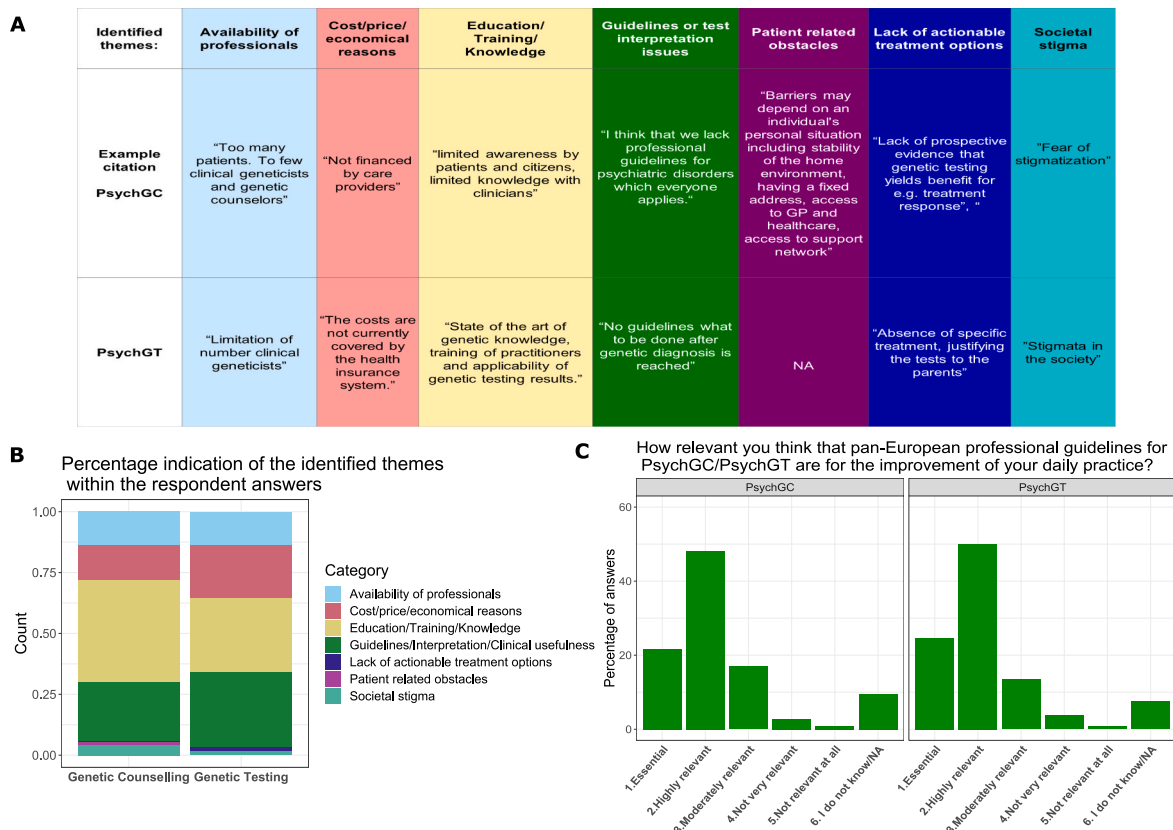 A
Identified
themes:
Availability of
professionals
Cost/price/
economical
reasons
Education/
Training/
Knowledge
Guidelines or test
interpretation
issues
Patient related
obstacles
Lack of actionable
treatment options
Societal
stigma
Example
citation
PsychGC
“Too many
patients. To few
clinical geneticists
and genetic
counselors”
“Not financed
by care
providers”
“limited awareness by
patients and citizens,
limited knowledge with
clinicians”
“I think that we lack
professional
guidelines for
psychiatric disorders
which everyone
applies.”
“Barriers may
depend on an
individual's
personal situation
including stability
of the home
environment,
having a fixed
address, access
to GP and
healthcare,
access to support
network”
“Lack of prospective
evidence that
genetic testing
yields benefit for
e.g. treatment
response”, “
“Fear of
stigmatization”
PsychGT
“Limitation of
number clinical
geneticists”
“The costs are
not currently
covered by
the health
insurance
system.”
“State of the art of
genetic knowledge,
training of practitioners
and applicability of
genetic testing results.”
“No guidelines what
to be done after
genetic diagnosis is
reached”
NA
“Absence of specific
treatment, justifying
the tests to the
parents”
"Stigmata in
the society”
B
Percentage indication of the identified themes
within the respondent answers
1.00
0.75
0.50
0.25
0.00
Count
Genetic Counselling
Genetic Testing
Category
Availability of professionals
Cost/price/economical reasons
Education/Training/Knowledge
Guidelines/Interpretation/Clinical usefulness
Lack of actionable treatment options
Patient related obstacles
Societal stigma
C
How relevant you think that pan-European professional guidelines for
PsychGC/PsychGT are for the improvement of your daily practice?
PsychGC
PsychGT
60
40
20
0
Percentage of answers
1.Essential
2.Highly relevant
3.Moderately relevant
4.Not very relevant
5.Not relevant at all
6. I do not know/NA
1.Essential
2.Highly relevant
3.Moderately relevant
4.Not very relevant
5.Not relevant at all
6. I do not know/NA